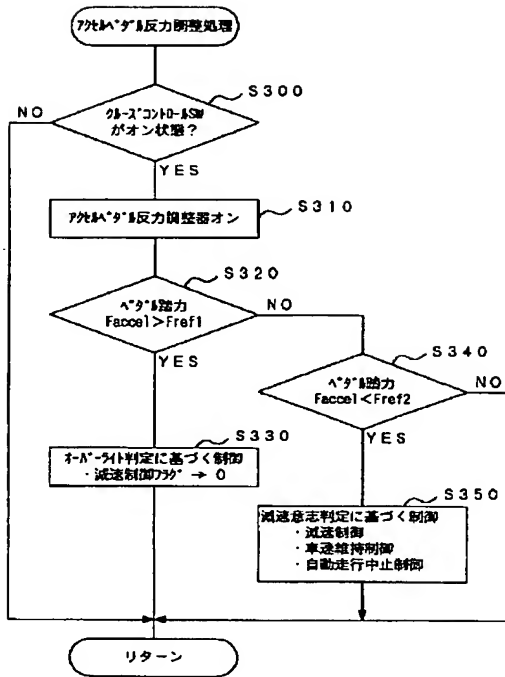 ｱｸｾﾙﾍﾟﾀﾞﾙ反力調整処理
S300
NO
ｸﾙｰｽﾞｺﾝﾄﾛｰﾙSW
がオン状態？
YES
S310
ｱｸｾﾙﾍﾟﾀﾞﾙ反力調整器オン
S320
ﾍﾟﾀﾞﾙ踏力
Faccel＞Fref1
NO
YES
S340
ﾍﾟﾀﾞﾙ踏力
Faccel＜Fref2
NO
YES
S330
ｵｰﾊﾞｰﾗｲﾄ判定に基づく制御
・減速制御ﾌﾗｸﾞ → 0
S350
減速意志判定に基づく制御
・減速制御
・車速維持制御
・自動走行中止制御
リターン